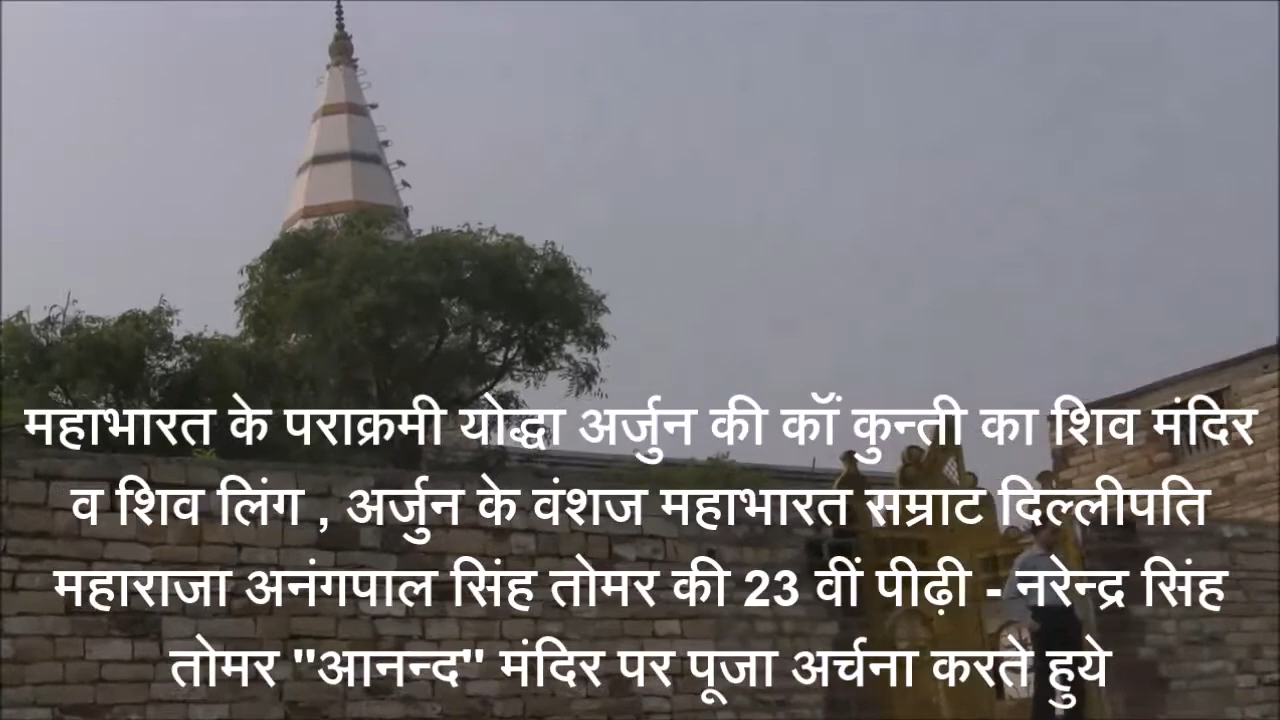 महाभारत के पराक्रमी योद्धा अर्जुन की कॉं कुन्ती का शिव मंदिर
व शिव लिंग , अर्जुन के वंशज महाभारत सम्राट दिल्लीपति
महाराजा अनंगपाल सिंह तोमर की 23 वीं पीढ़ी - नरेन्द्र सिंह
तोमर "आनन्द" मंदिर पर पूजा अर्चना करते हुये